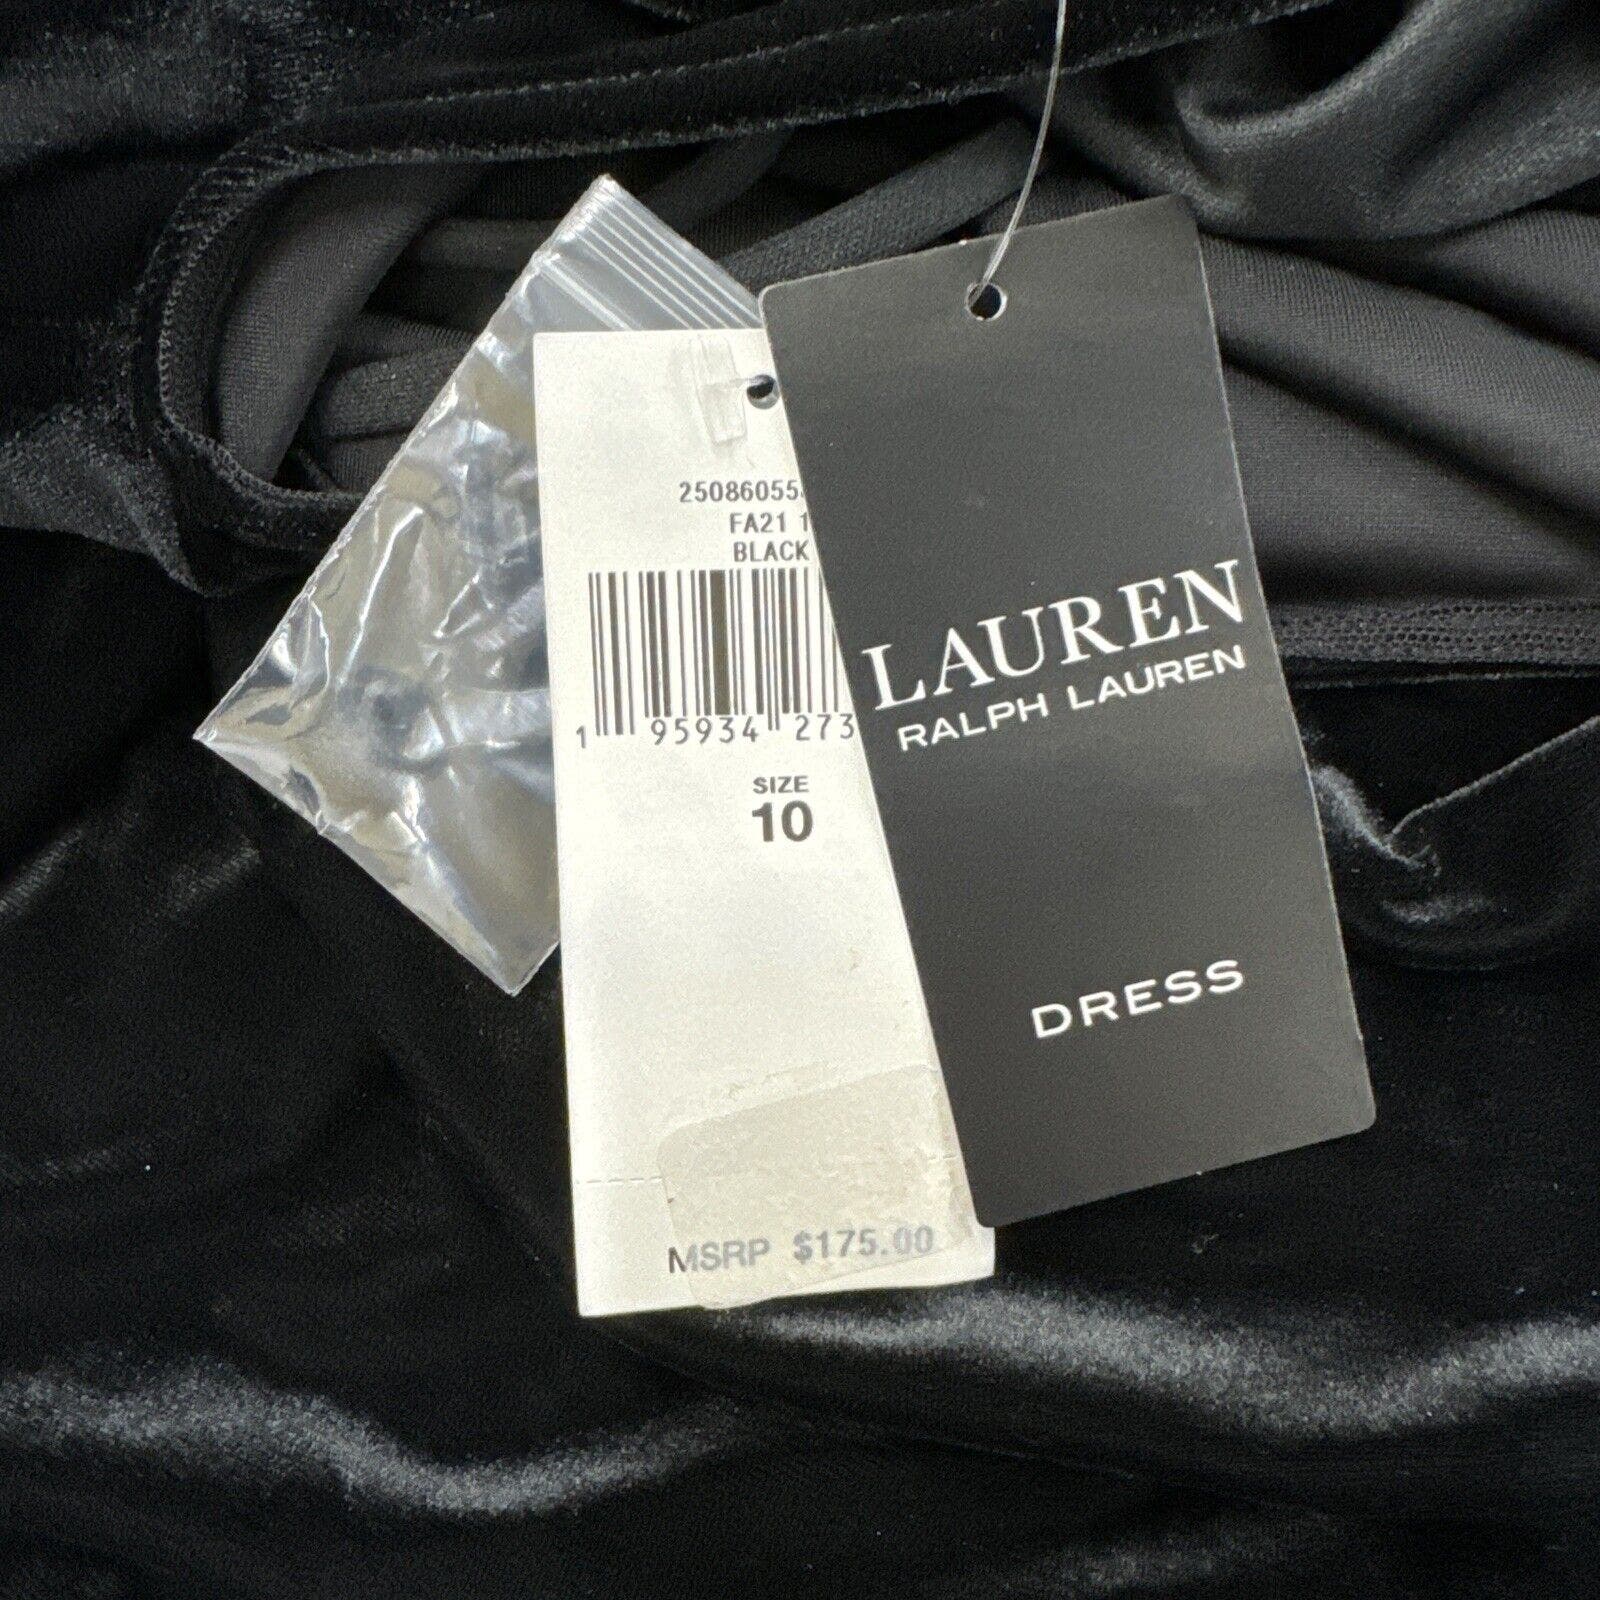 25086055
FA21 1
BLACK
1 95934 273
SIZE
10
MSRP $175.00
LAUREN
RALPH LAUREN
DRESS